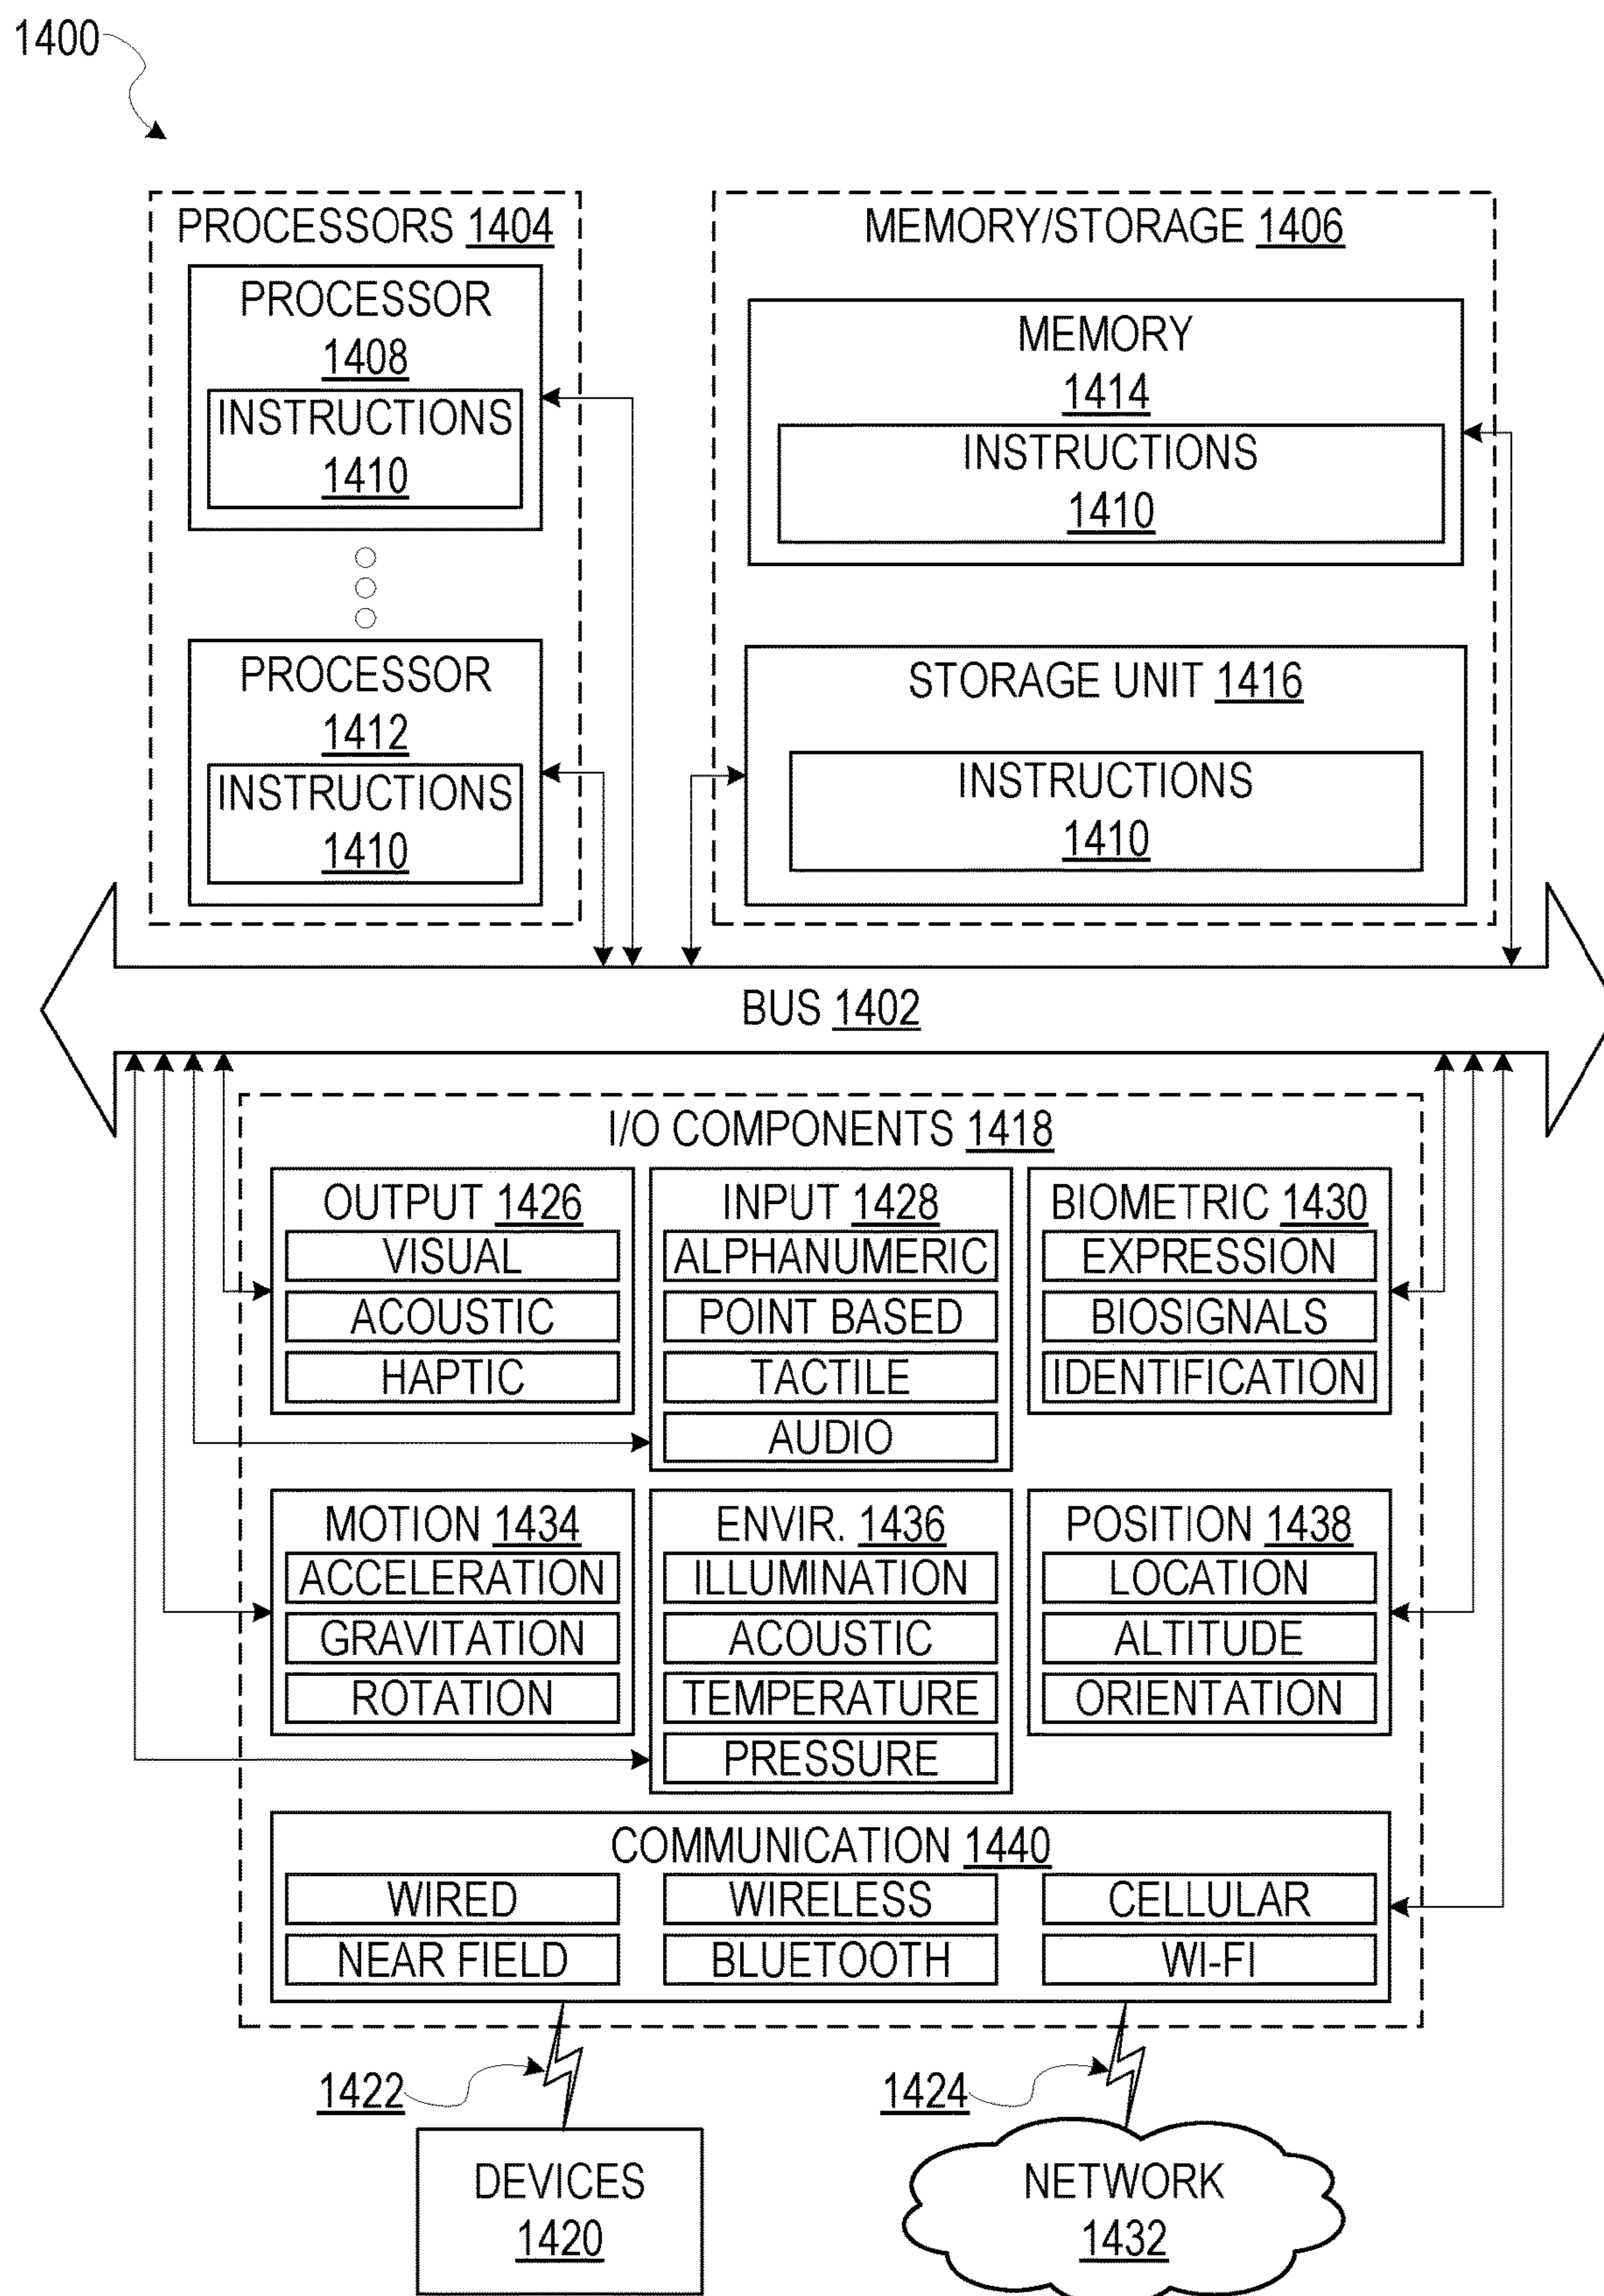 1400
PROCESSORS 1404
PROCESSOR
1408
INSTRUCTIONS
1410
PROCESSOR
1412
INSTRUCTIONS
1410
MEMORY/STORAGE 1406
MEMORY
1414
INSTRUCTIONS
1410
STORAGE UNIT 1416
INSTRUCTIONS
1410
BUS 1402
I/O COMPONENTS 1418
OUTPUT 1426
VISUAL
ACOUSTIC
HAPTIC
INPUT 1428
ALPHANUMERIC
POINT BASED
TACTILE
AUDIO
BIOMETRIC 1430
EXPRESSION
BIOSIGNALS
IDENTIFICATION
MOTION 1434
ACCELERATION
GRAVITATION
ROTATION
ENVIR. 1436
ILLUMINATION
ACOUSTIC
TEMPERATURE
PRESSURE
POSITION 1438
LOCATION
ALTITUDE
ORIENTATION
COMMUNICATION 1440
WIRED
WIRELESS
CELLULAR
NEAR FIELD
BLUETOOTH
WI-FI
1422
1424
DEVICES
1420
NETWORK
1432